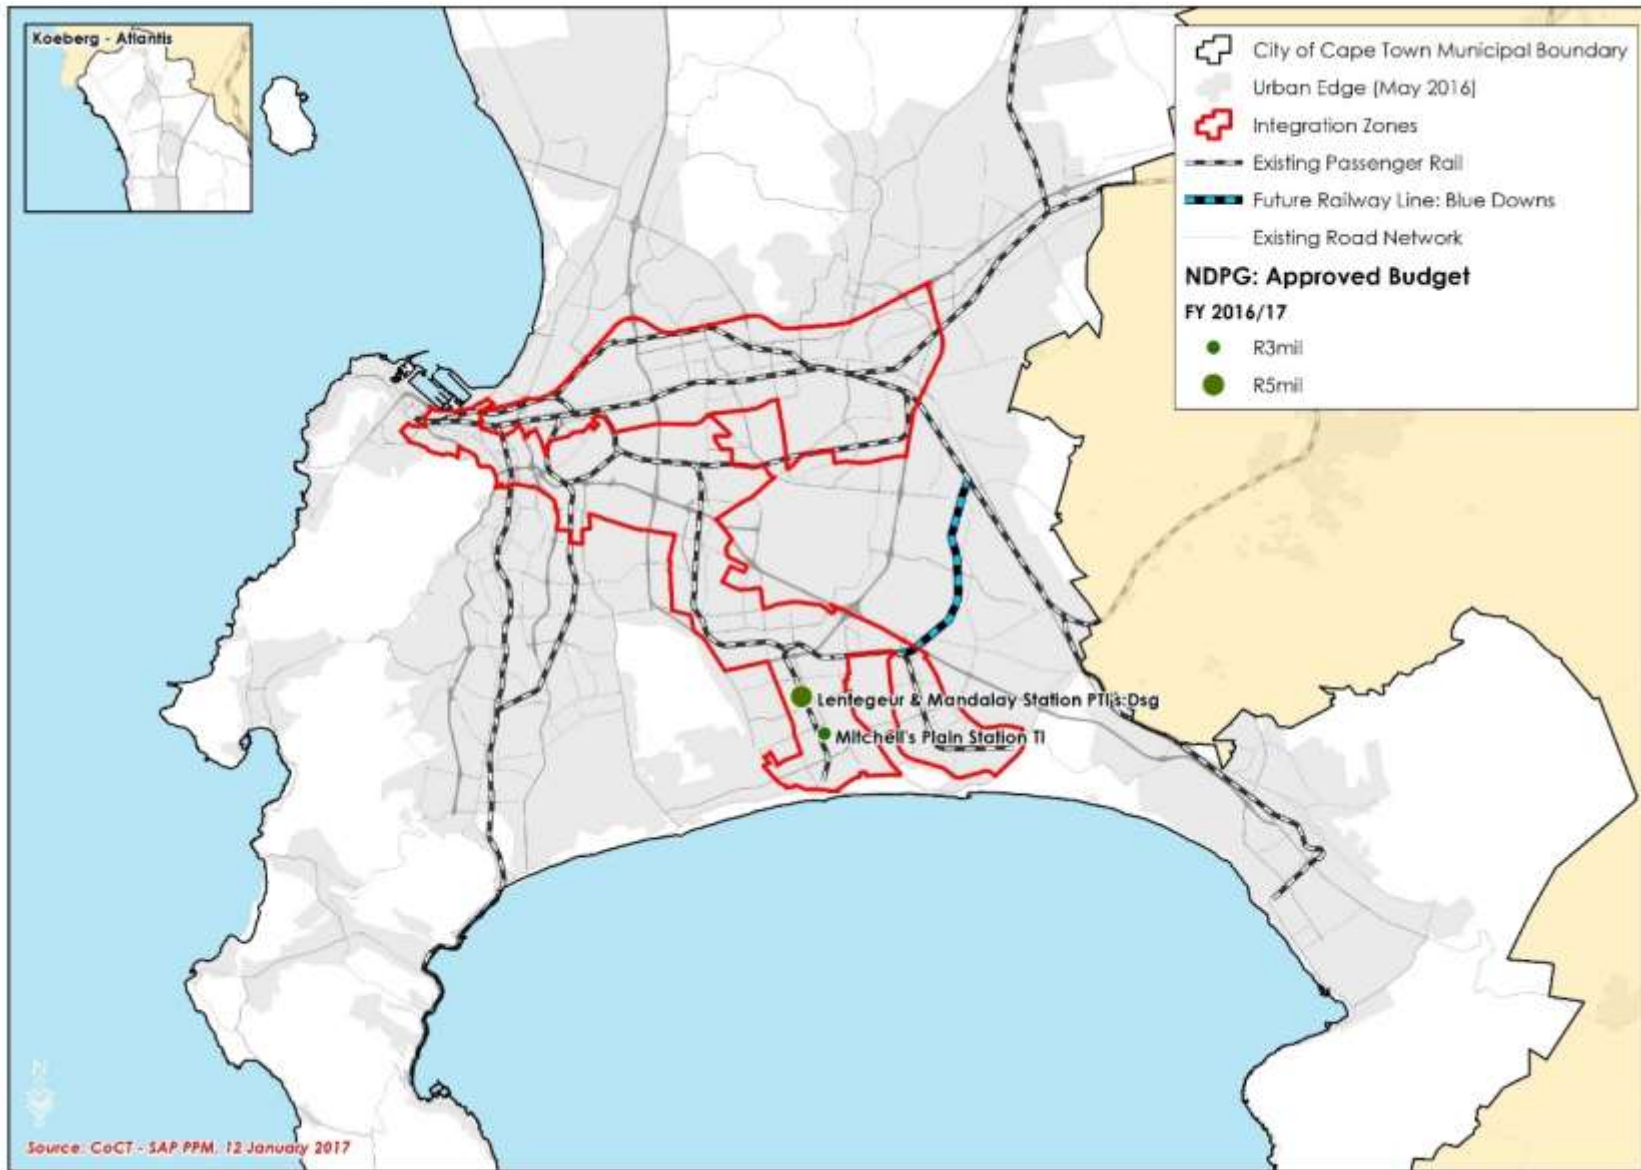 Koeberg - Atlantis
City of Cape Town Municipal Boundary
Urban Edge (May 2016)
Integration Zones
Existing Passenger Rail
Future Railway Line: Blue Downs
Existing Road Network
NDPG: Approved Budget
FY 2016/17
R3mil
R5mil
Lentegeur & Mandalay Station PTI's:Dsg
Mitchell's Plain Station TI
N
Source: CoCT - SAP PPM, 12 January 2017